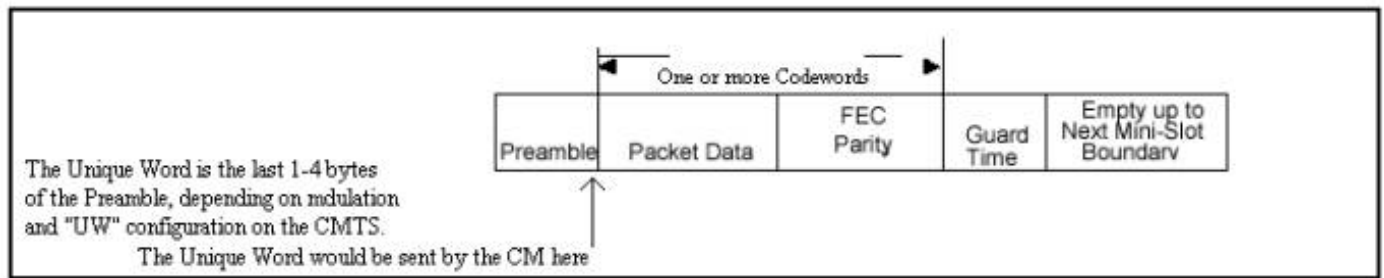 One or more Codewords
Preamble
Packet Data
FEC
Parity
Guard
Time
Empty up to
Next Mini-Slot
Boundary
The Unique Word is the last 1-4 bytes
of the Preamble, depending on mdulation
and "UW" configuration on the CMTS.
The Unique Word would be sent by the CM here